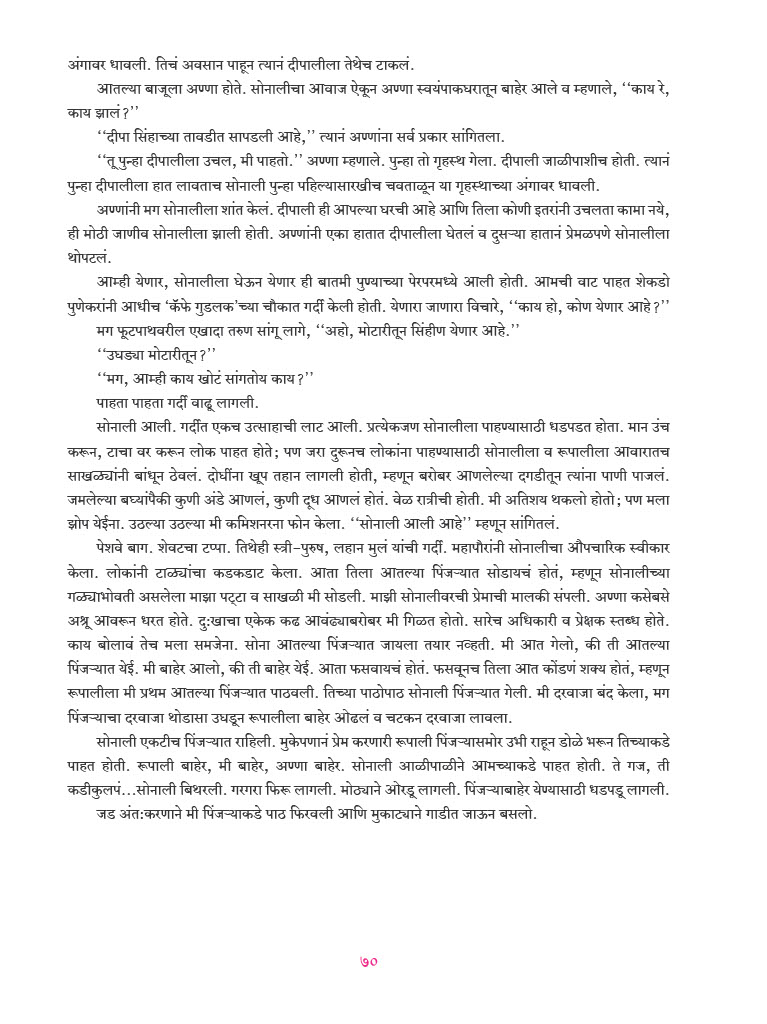 अंगावर धावली. तिचं अवसान पाहून त्यानं दीपालीला तेथेच टाकलं.
आतल्या बाजूला अण्णा होते. सोनालीचा आवाज ऐकून अण्णा स्वयंपाकघरातून बाहेर आले व म्हणाले, ‘‘काय रे,
काय झालं?’’
‘‘दीपा सिंहाच्या तावडीत सापडली आहे,’’ त्यानं अण्णांना सर्व प्रकार सांगितला.
‘‘तू पुन्हा दीपालीला उचल, मी पाहतो.’’ अण्णा म्हणाले. पुन्हा तो गृहस्थ गेला. दीपाली जाळीपाशीच होती. त्यानं
पुन्हा दीपालीला हात लावताच सोनाली पुन्हा पहिल्यासारखीच चवताळून या गृहस्थाच्या अंगावर धावली.
अण्णांनी मग सोनालीला शांत केलं. दीपाली ही आपल्या घरची आहे आणि तिला कोणी इतरांनी उचलता कामा नये,
ही मोठी जाणीव सोनालीला झाली होती. अण्णांनी एका हातात दीपालीला घेतलं व दुसऱ्या हातानं प्रेमळपणे सोनालीला
थोपटलं.
आम्ही येणार, सोनालीला घेऊन येणार ही बातमी पुण्याच्या पेरपरमध्ये आली होती. आमची वाट पाहत शेकडो
पुणेकरांनी आधीच ‘कॅफे गुडलक’च्या चौकात गर्दी केली होती. येणारा जाणारा विचारे, ‘‘काय हो, कोण येणार आहे?’’
मग फूटपाथवरील एखादा तरुण सांगू लागे, ‘‘अहो, मोटारीतून सिंहीण येणार आहे.’’
‘‘उघड्या मोटारीतून?’’
‘‘मग, आम्ही काय खोटं सांगतोय काय?’’
पाहता पाहता गर्दी वाढू लागली.
सोनाली आली. गर्दीत एकच उत्साहाची लाट आली. प्रत्येकजण सोनालीला पाहण्यासाठी धडपडत होता. मान उंच
करून, टाचा वर करून लोक पाहत होते; पण जरा दुरूनच लोकांना पाहण्यासाठी सोनालीला व रूपालीला आवारातच
साखळ्यांनी बांधून ठेवलं. दोघींना खूप तहान लागली होती, म्हणून बरोबर आणलेल्या दगडीतून त्यांना पाणी पाजलं.
जमलेल्या बघ्यांपैकी कुणी अंडे आणलं, कुणी दूध आणलं होतं. वेळ रात्रीची होती. मी अतिशय थकलो होतो; पण मला
झोप येईना. उठल्या उठल्या मी कमिशनरना फोन केला. ‘‘सोनाली आली आहे’’ म्हणून सांगितलं.
पेशवे बाग. शेवटचा टप्पा. तिथेही स्त्री-पुरुष, लहान मुलं यांची गर्दी. महापौरांनी सोनालीचा औपचारिक स्वीकार
केला. लोकांनी टाळ्यांचा कडकडाट केला. आता तिला आतल्या पिंजऱ्यात सोडायचं होतं, म्हणून सोनालीच्या
गळ्याभोवती असलेला माझा पट्‌टा व साखळी मी सोडली. माझी सोनालीवरची प्रेमाची मालकी संपली. अण्णा कसेबसे
अश्रू आवरून धरत होते. दु:खाचा एकेक कढ आवंढ्याबरोबर मी गिळत होतो. सारेच अधिकारी व प्रेक्षक स्तब्ध होते.
काय बोलावं तेच मला समजेना. सोना आतल्या पिंजऱ्यात जायला तयार नव्हती. मी आत गेलो, की ती आतल्या
पिंजऱ्यात येई. मी बाहेर आलो, की ती बाहेर येई. आता फसवायचं होतं. फसवूनच तिला आत कोंडणं शक्य होतं, म्हणून
रूपालीला मी प्रथम आतल्या पिंजऱ्यात पाठवली. तिच्या पाठोपाठ सोनाली पिंजऱ्यात गेली. मी दरवाजा बंद केला, मग
पिंजऱ्याचा दरवाजा थोडासा उघडून रूपालीला बाहेर ओढलं व चटकन दरवाजा लावला.
सोनाली एकटीच पिंजऱ्यात राहिली. मुकेपणानं प्रेम करणारी रूपाली पिंजऱ्यासमोर उभी राहून डोळे भरून तिच्याकडे
पाहत होती. रूपाली बाहेर, मी बाहेर, अण्णा बाहेर. सोनाली आळीपाळीने आमच्याकडे पाहत होती. ते गज, ती
कडीकुलपं...सोनाली बिथरली. गरगरा फिरू लागली. मोठ्याने ओरडू लागली. पिंजऱ्याबाहेर येण्यासाठी धडपडू लागली.
जड अंत:करणाने मी पिंजऱ्याकडे पाठ फिरवली आणि मुकाट्याने गाडीत जाऊन बसलो.
७०